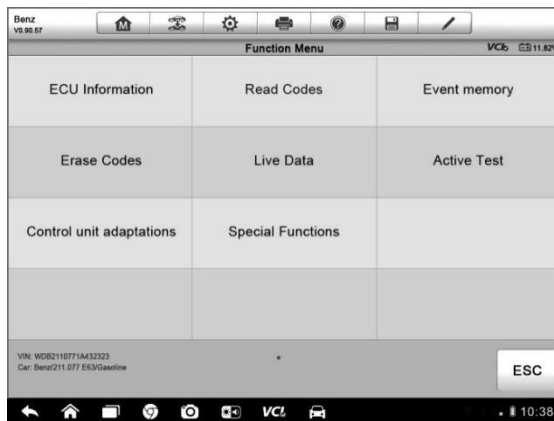 Benz
V0.90.57
Function Menu
VCI 11.82V
ECU Information
Read Codes
Event memory
Erase Codes
Live Data
Active Test
Control unit adaptations
Special Functions
VIN: WDB2110771A432323
Car: Benz/211.077 E63/Gasoline
ESC
VCI
10:38